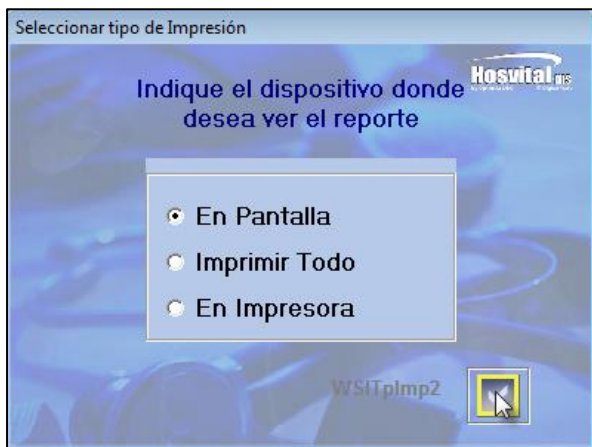 Seleccionar tipo de Impresión
Hosvital HIS
Indique el dispositivo donde
desea ver el reporte
En Pantalla
Imprimir Todo
En Impresora
WSITpImp2